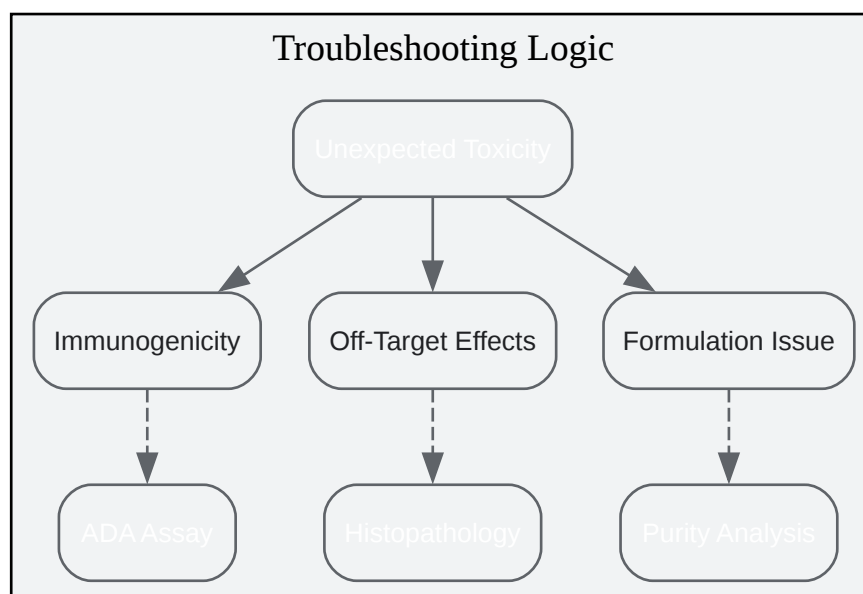 Troubleshooting Logic
Unexpected Toxicity
Immunogenicity
Off-Target Effects
Formulation Issue
ADA Assay
Histopathology
Purity Analysis